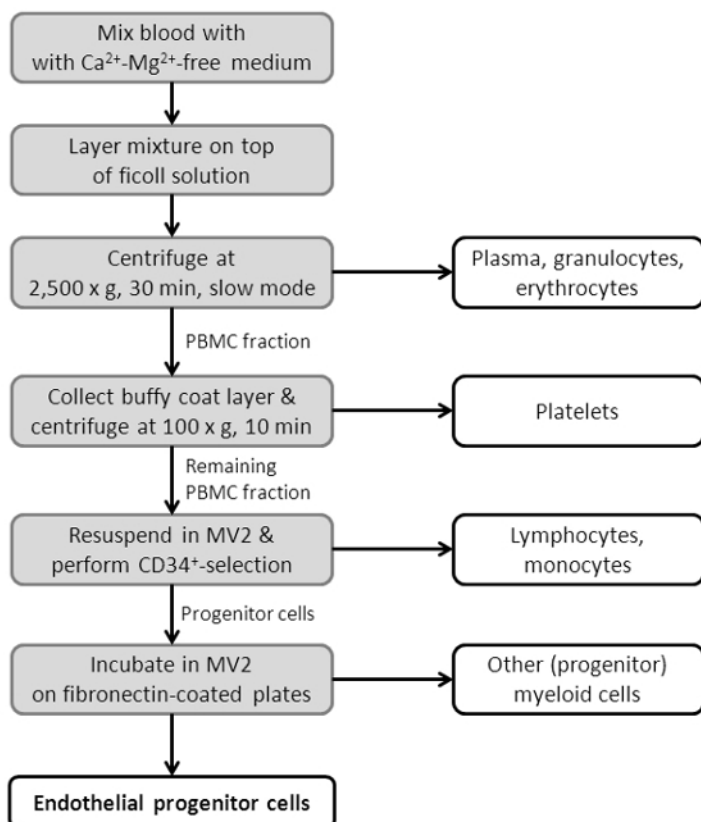 Mix blood with
with Ca²⁺-Mg²⁺-free medium
Layer mixture on top
of ficoll solution
Centrifuge at
2,500 x g, 30 min, slow mode
Plasma, granulocytes,
erythrocytes
PBMC fraction
Collect buffy coat layer &
centrifuge at 100 x g, 10 min
Platelets
Remaining
PBMC fraction
Resuspend in MV2 &
perform CD34⁺-selection
Lymphocytes,
monocytes
Progenitor cells
Incubate in MV2
on fibronectin-coated plates
Other (progenitor)
myeloid cells
Endothelial progenitor cells